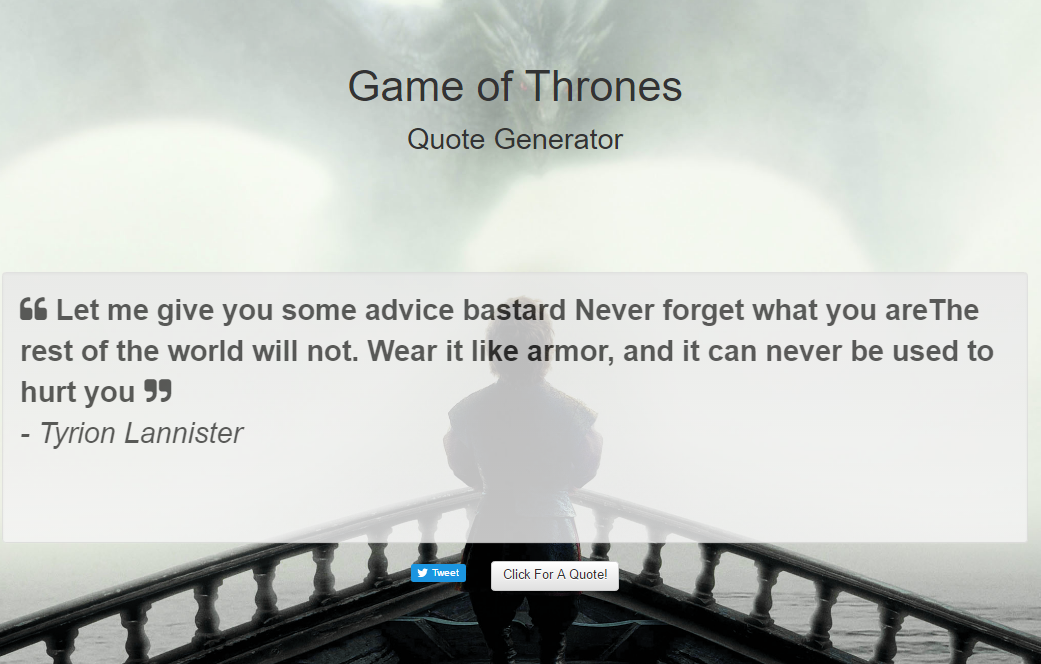 Game of Thrones
Quote Generator
❝ Let me give you some advice bastard Never forget what you areThe
rest of the world will not. Wear it like armor, and it can never be used to
hurt you ❞
- Tyrion Lannister
Tweet
Click For A Quote!